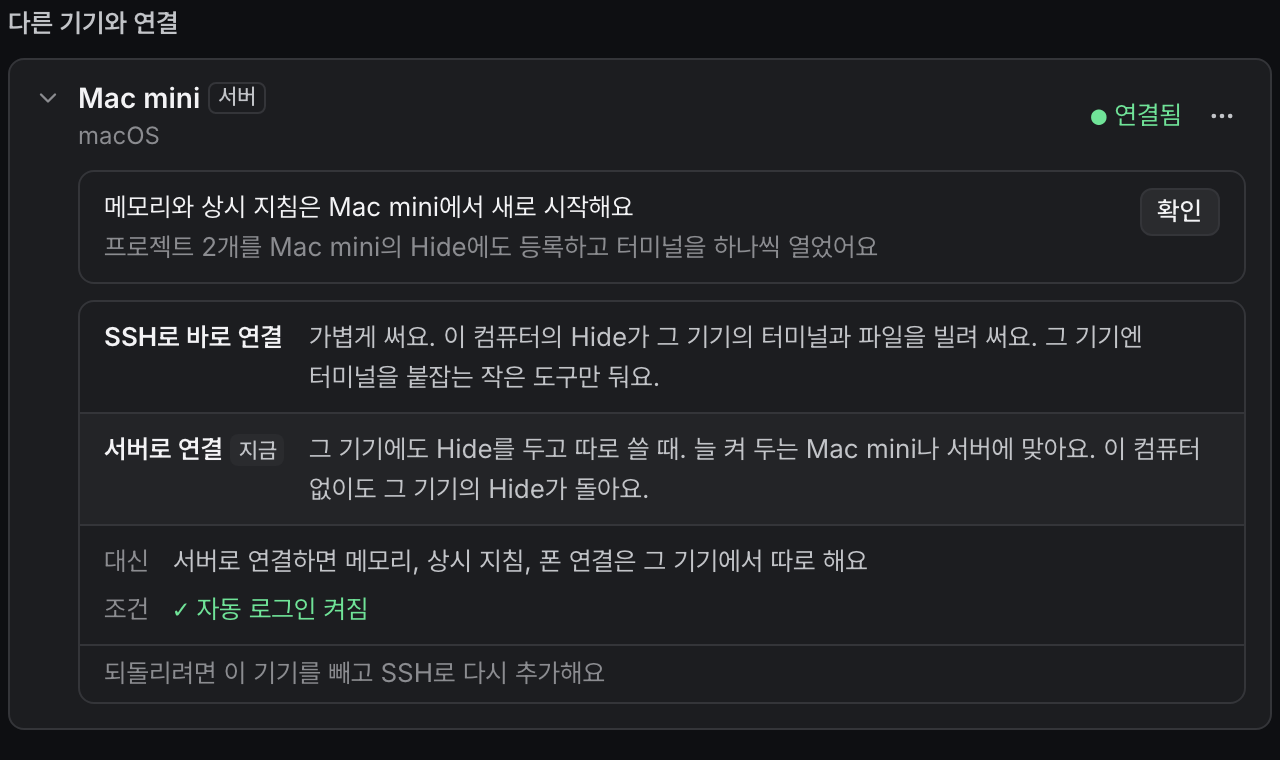 다른 기기와 연결
Mac mini 서버
macOS
연결됨 ···
메모리와 상시 지침은 Mac mini에서 새로 시작해요
프로젝트 2개를 Mac mini의 Hide에도 등록하고 터미널을 하나씩 열었어요
확인
SSH로 바로 연결 가볍게 써요. 이 컴퓨터의 Hide가 그 기기의 터미널과 파일을 빌려 써요. 그 기기엔
터미널을 붙잡는 작은 도구만 둬요.
서버로 연결 지금 그 기기에도 Hide를 두고 따로 쓸 때. 늘 켜 두는 Mac mini나 서버에 맞아요. 이 컴퓨터
없이도 그 기기의 Hide가 돌아요.
대신 서버로 연결하면 메모리, 상시 지침, 폰 연결은 그 기기에서 따로 해요
조건 ✓ 자동 로그인 켜짐
되돌리려면 이 기기를 빼고 SSH로 다시 추가해요